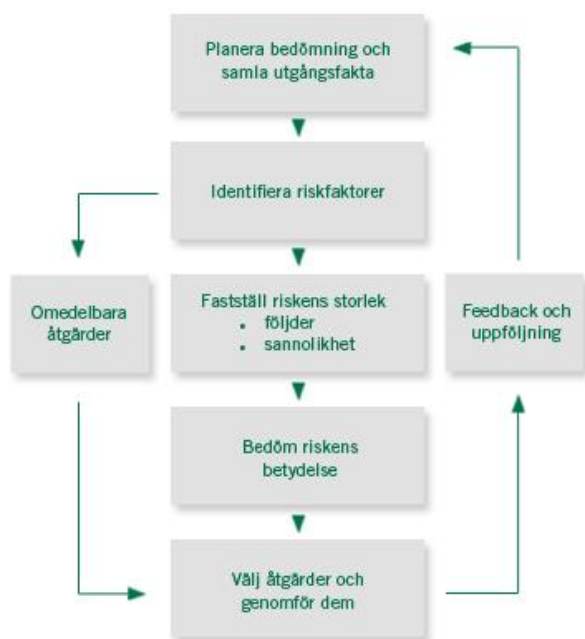 Planera bedömning och
samla utgångsfakta
Identifiera riskfaktorer
Omedelbara
åtgärder
Fastställ riskens storlek
▪ följder
▪ sannolikhet
Feedback och
uppföljning
Bedöm riskens
betydelse
Välj åtgärder och
genomför dem